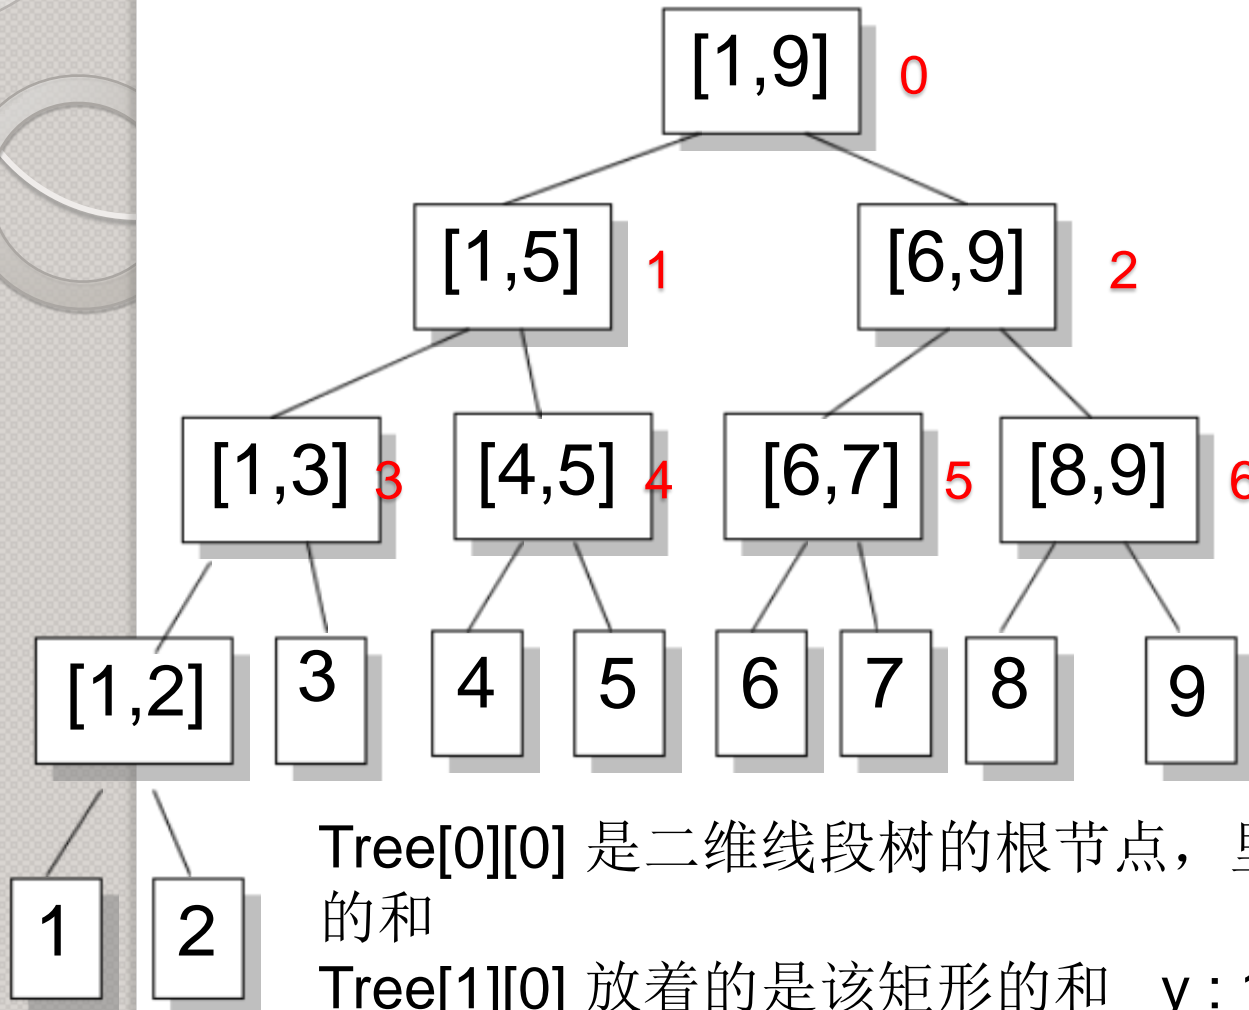 [1,9] 0
[1,5] 1 [6,9] 2
[1,3] 3 [4,5] 4 [6,7] 5 [8,9] 6
[1,2] 3 4 5 6 7 8 9
1 2
Tree[0][0] 是二维线段树的根节点，
的和
Tree[1][0] 放着的是该矩形的和 y :